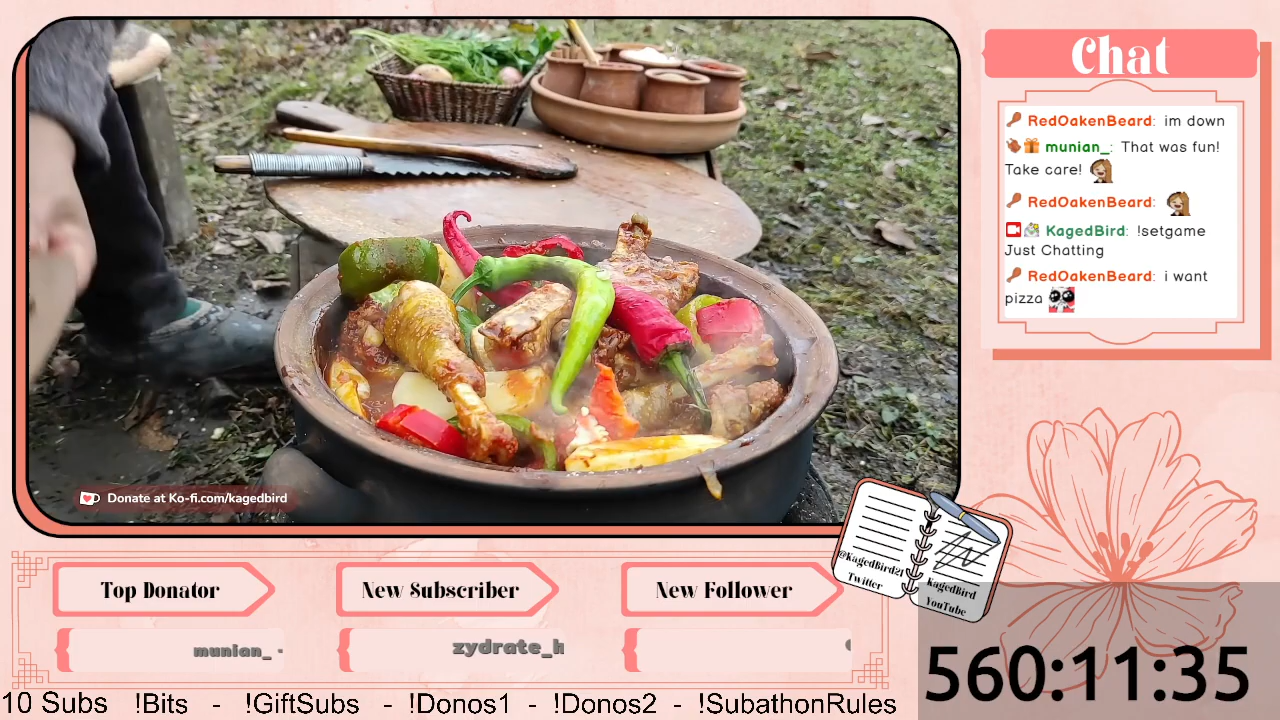 Chat
RedOakenBeard: im down
munian_: That was fun!
Take care!
RedOakenBeard:
KagedBird: !setgame
Just Chatting
RedOakenBeard: i want
pizza
Donate at Ko-fi.com/kagedbird
@KagedBird21
Twitter
KagedBird
YouTube
Top Donator
New Subscriber
New Follower
munian_ -
zydrate_h
560:11:35
10 Subs !Bits - !GiftSubs - !Donos1 - !Donos2 - !SubathonRules